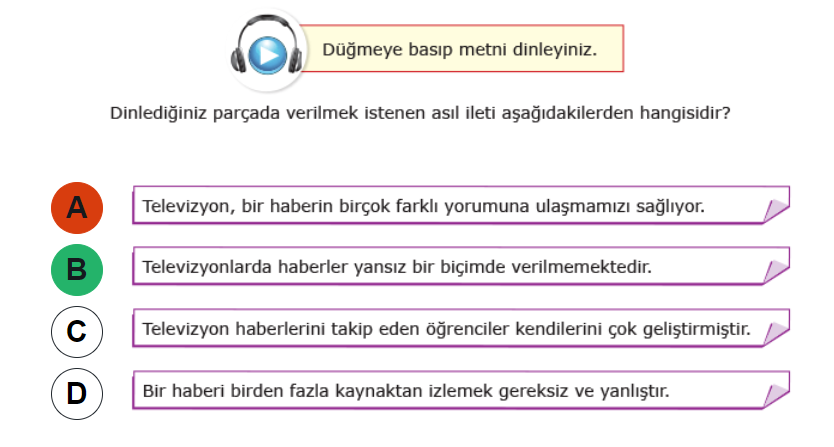 Düğmeye basıp metni dinleyiniz.
Dinlediğiniz parçada verilmek istenen asıl ileti aşağıdakilerden hangisidir?
A Televizyon, bir haberin birçok farklı yorumuna ulaşmamızı sağlıyor.
B Televizyonlarda haberler yansız bir biçimde verilmemektedir.
C Televizyon haberlerini takip eden öğrenciler kendilerini çok geliştirmiştir.
D Bir haberi birden fazla kaynaktan izlemek gereksiz ve yanlıştır.